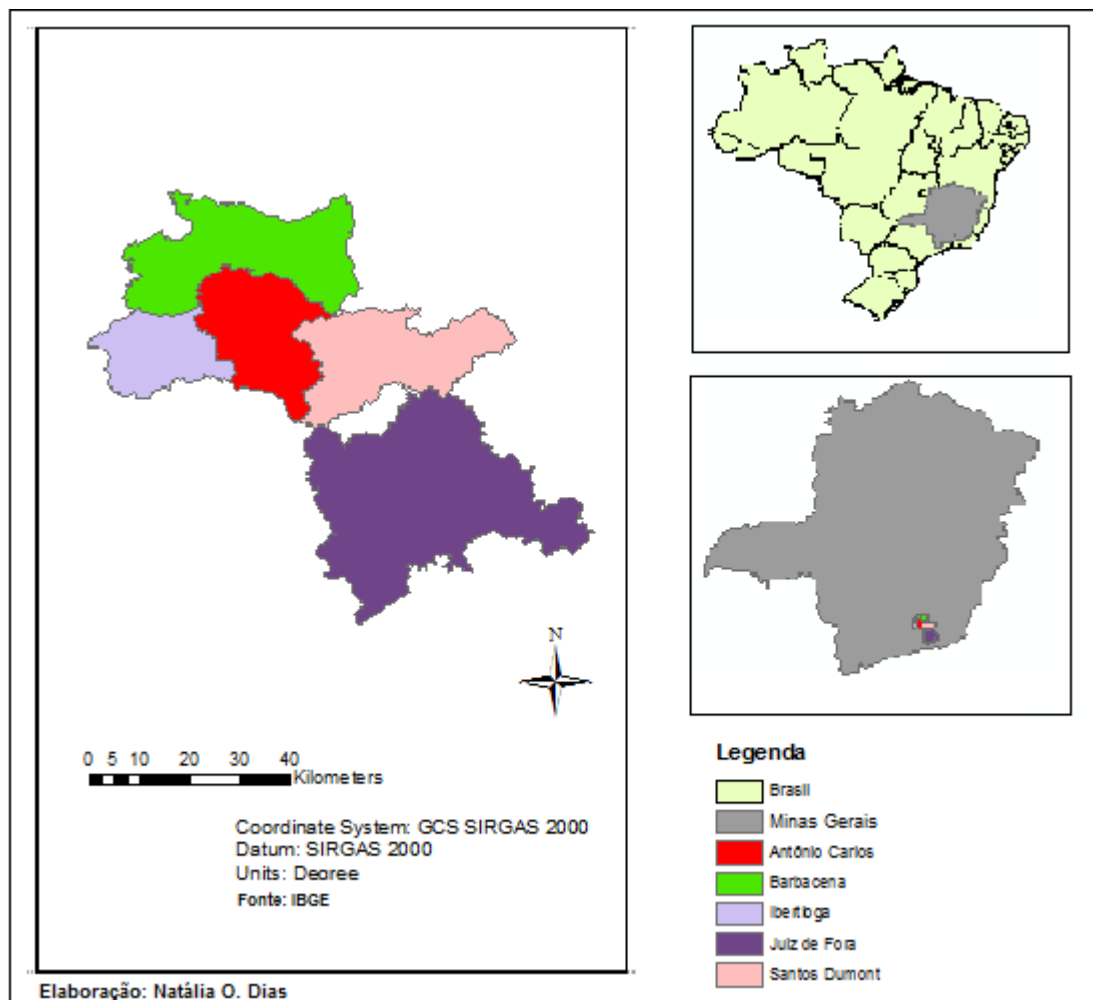 N
0 5 10 20 30 40
Kilometers
Coordinate System: GCS SIRGAS 2000
Datum: SIRGAS 2000
Units: Degree
Fonte: IBGE
Elaboração: Natália O. Dias
Legenda
Brasil
Minas Gerais
Antônio Carlos
Barbacena
Ibertioga
Juiz de Fora
Santos Dumont